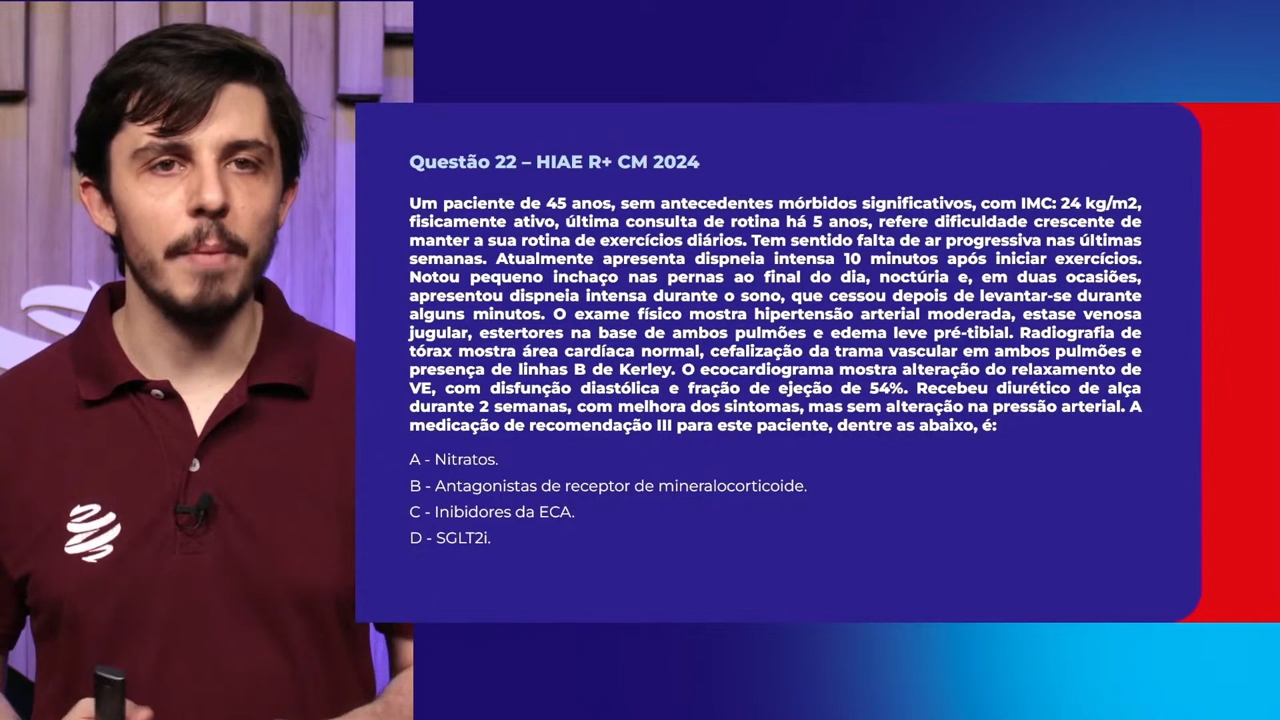 Questão 22 – HIAE R+ CM 2024
Um paciente de 45 anos, sem antecedentes mórbidos significativos, com IMC: 24 kg/m2,
fisicamente ativo, última consulta de rotina há 5 anos, refere dificuldade crescente de
manter a sua rotina de exercícios diários. Tem sentido falta de ar progressiva nas últimas
semanas. Atualmente apresenta dispneia intensa 10 minutos após iniciar exercícios.
Notou pequeno inchaço nas pernas ao final do dia, noctúria e, em duas ocasiões,
apresentou dispneia intensa durante o sono, que cessou depois de levantar-se durante
alguns minutos. O exame físico mostra hipertensão arterial moderada, estase venosa
jugular, estertores na base de ambos pulmões e edema leve pré-tibial. Radiografia de
tórax mostra área cardíaca normal, cefalização da trama vascular em ambos pulmões e
presença de linhas B de Kerley. O ecocardiograma mostra alteração do relaxamento de
VE, com disfunção diastólica e fração de ejeção de 54%. Recebeu diurético de alça
durante 2 semanas, com melhora dos sintomas, mas sem alteração na pressão arterial. A
medicação de recomendação III para este paciente, dentre as abaixo, é:
A - Nitratos.
B - Antagonistas de receptor de mineralocorticoide.
C - Inibidores da ECA.
D - SGLT2i.